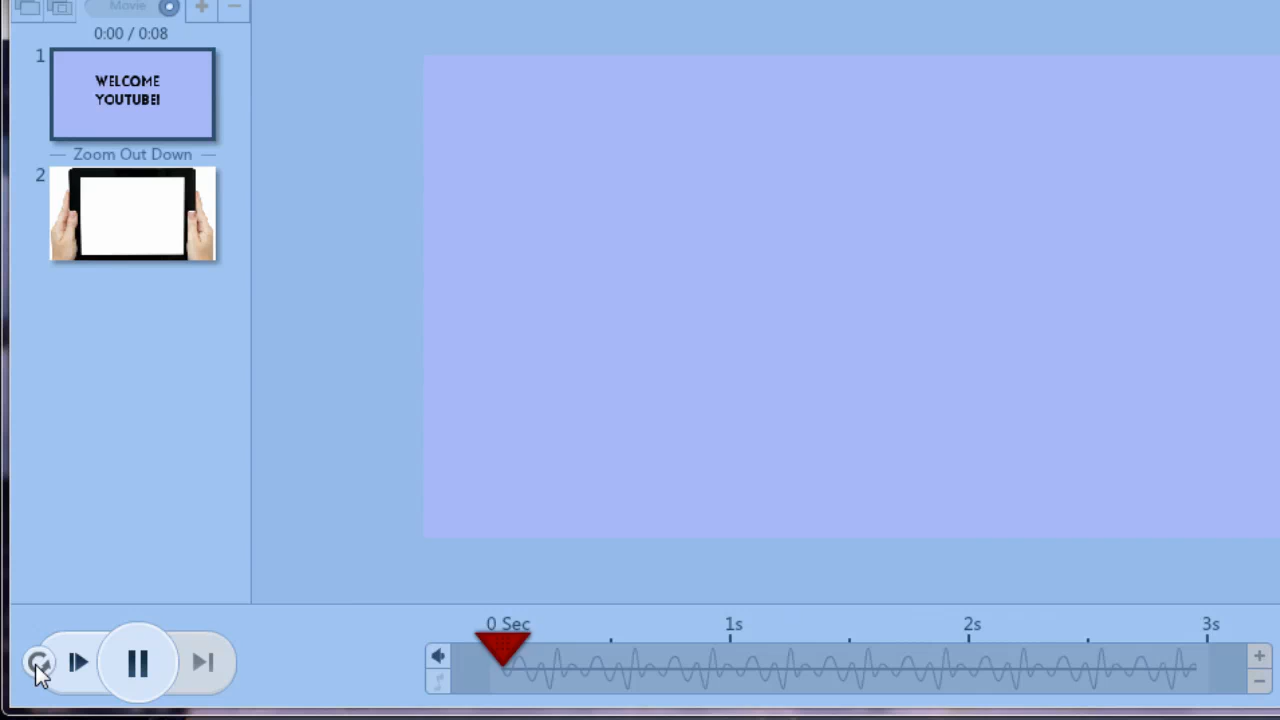 Movie
0:00 / 0:08
1
WELCOME
YOUTUBE!
Zoom Out Down
2
0 Sec
1s
2s
3s